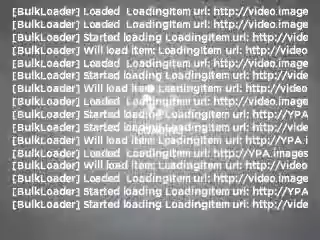 [BulkLoader] Loaded LoadingItem url: http://video.image
[BulkLoader] Loaded LoadingItem url: http://video.image
[BulkLoader] Started loading LoadingItem url: http://vide
[BulkLoader] Will load item: LoadingItem url: http://video
[BulkLoader] Loaded LoadingItem url: http://video.image
[BulkLoader] Started loading LoadingItem url: http://vide
[BulkLoader] Will load item: LoadingItem url: http://video
[BulkLoader] Loaded LoadingItem url: http://video.image
[BulkLoader] Started loading LoadingItem url: http://YPA
[BulkLoader] Started loading LoadingItem url: http://vide
[BulkLoader] Will load item: LoadingItem url: http://YPA.i
[BulkLoader] Loaded LoadingItem url: http://YPA.images
[BulkLoader] Will load item: LoadingItem url: http://video
[BulkLoader] Loaded LoadingItem url: http://video.image
[BulkLoader] Started loading LoadingItem url: http://YPA
[BulkLoader] Started loading LoadingItem url: http://vide